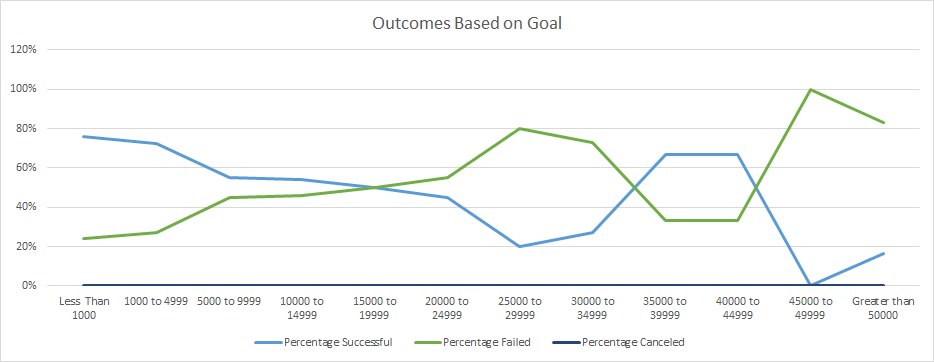 Outcomes Based on Goal
120%
100%
80%
60%
40%
20%
0%
Less Than 1000
1000 to 4999
5000 to 9999
10000 to 14999
15000 to 19999
20000 to 24999
25000 to 29999
30000 to 34999
35000 to 39999
40000 to 44999
45000 to 49999
Greater than 50000
Percentage Successful
Percentage Failed
Percentage Canceled